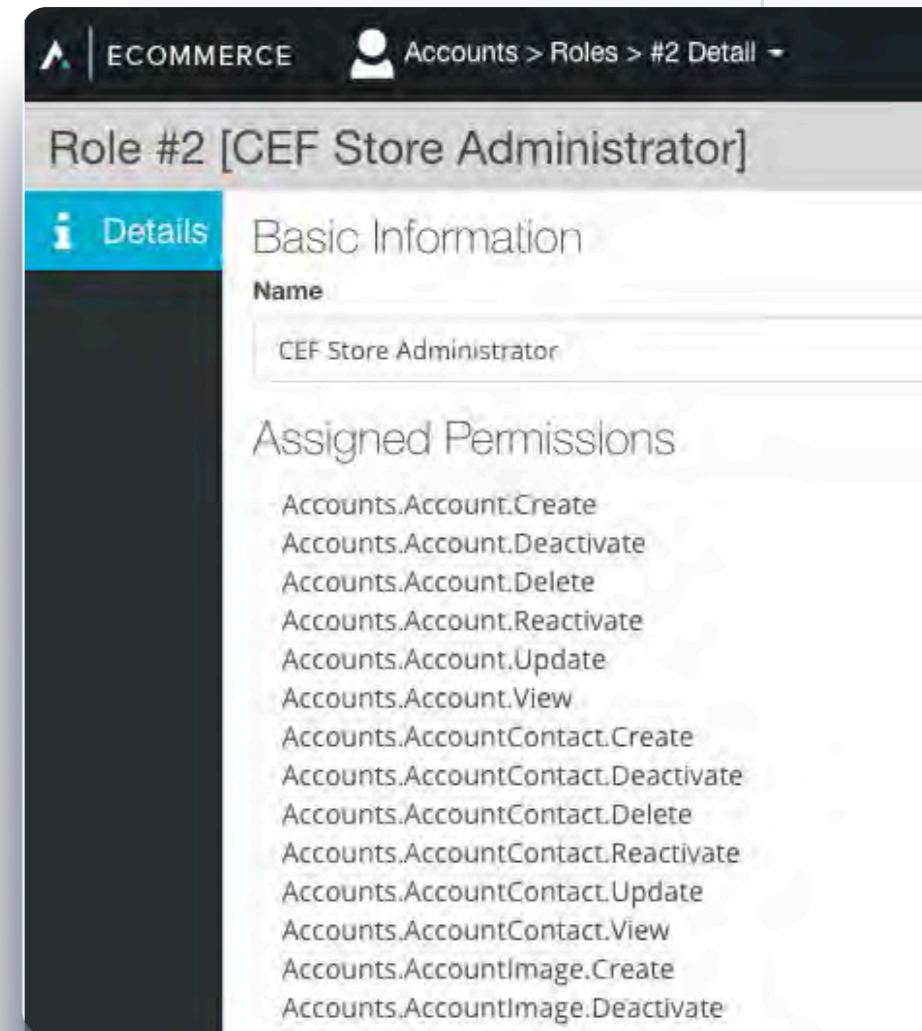 ECOMMERCE Accounts > Roles > #2 Detail
Role #2 [CEF Store Administrator]
Details
Basic Information
Name
CEF Store Administrator
Assigned Permissions
Accounts.Account.Create
Accounts.Account.Deactivate
Accounts.Account.Delete
Accounts.Account.Reactivate
Accounts.Account.Update
Accounts.Account.View
Accounts.AccountContact.Create
Accounts.AccountContact.Deactivate
Accounts.AccountContact.Delete
Accounts.AccountContact.Reactivate
Accounts.AccountContact.Update
Accounts.AccountContact.View
Accounts.AccountImage.Create
Accounts.AccountImage.Deactivate